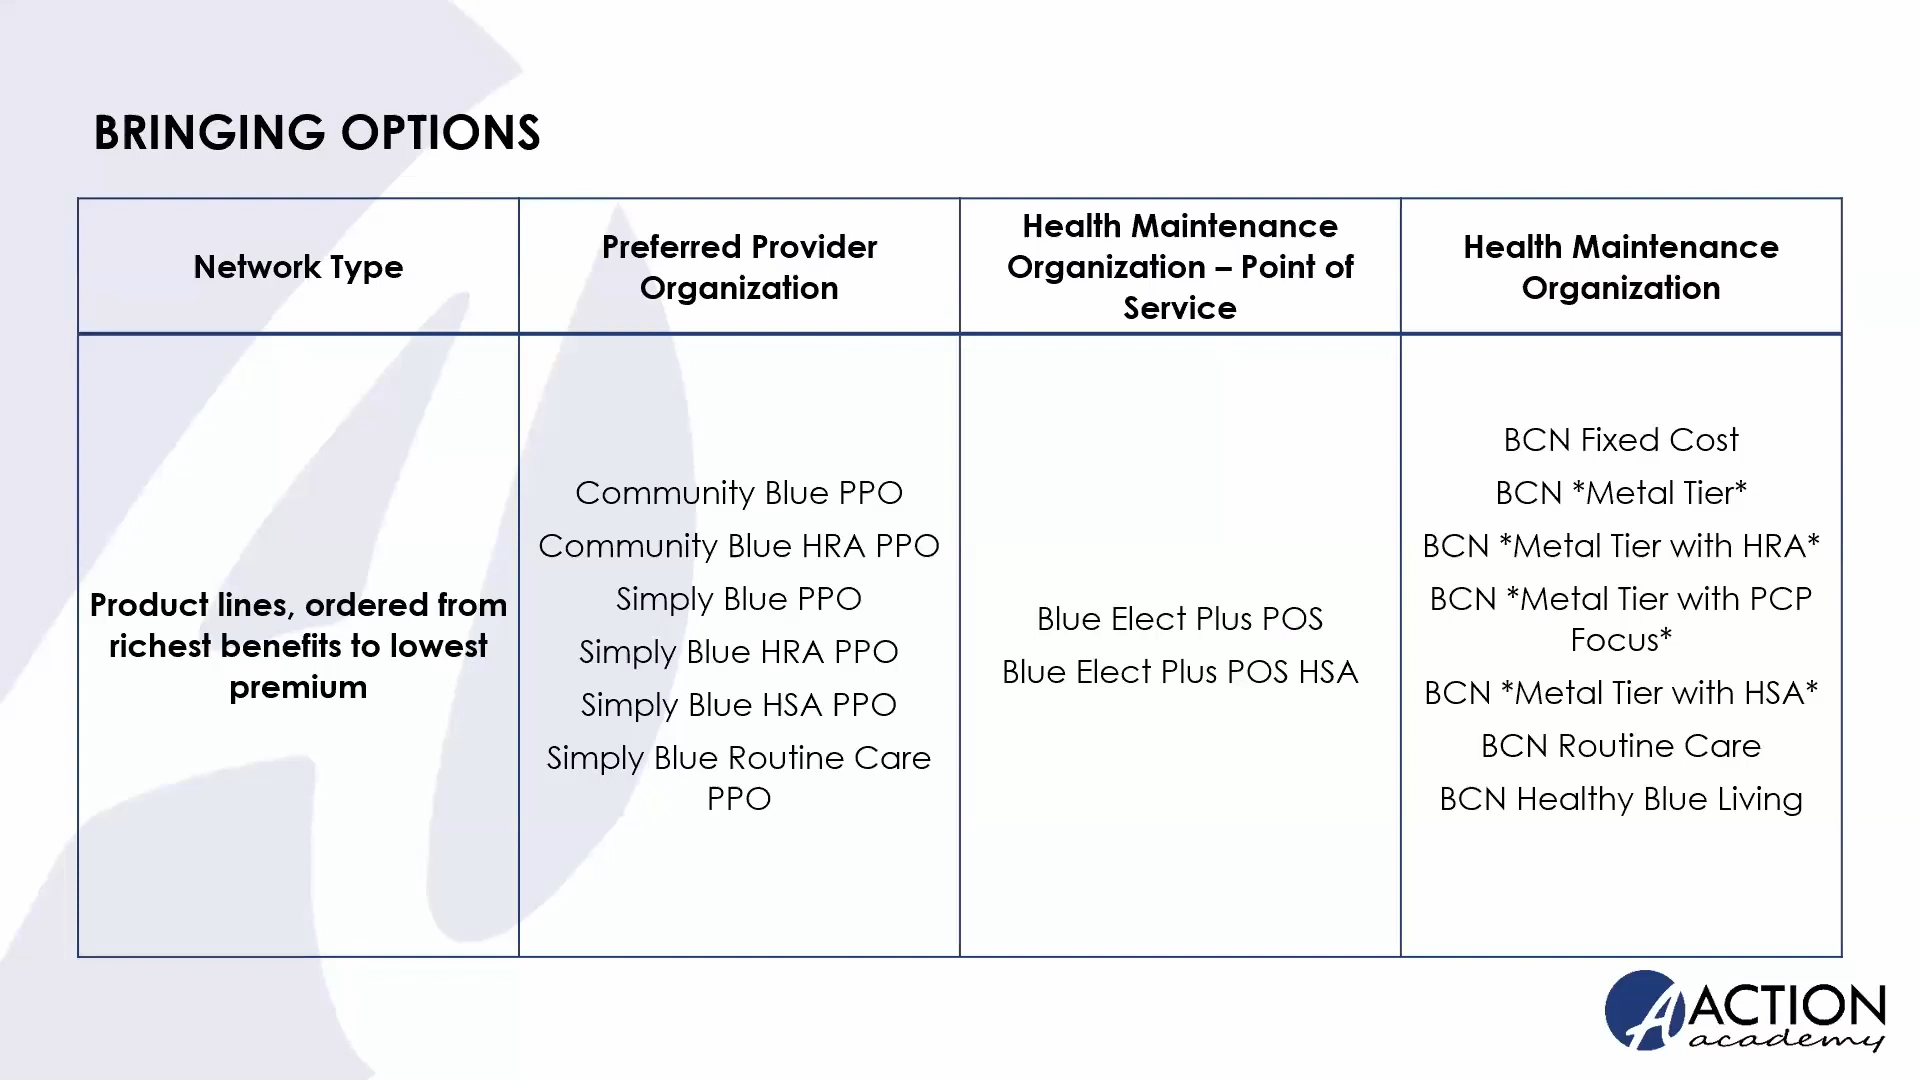 BRINGING OPTIONS
Network Type
Preferred Provider
Organization
Health Maintenance
Organization – Point of
Service
Health Maintenance
Organization
Product lines, ordered from
richest benefits to lowest
premium
Community Blue PPO
Community Blue HRA PPO
Simply Blue PPO
Simply Blue HRA PPO
Simply Blue HSA PPO
Simply Blue Routine Care
PPO
Blue Elect Plus POS
Blue Elect Plus POS HSA
BCN Fixed Cost
BCN *Metal Tier*
BCN *Metal Tier with HRA*
BCN *Metal Tier with PCP
Focus*
BCN *Metal Tier with HSA*
BCN Routine Care
BCN Healthy Blue Living
A ACTION
academy